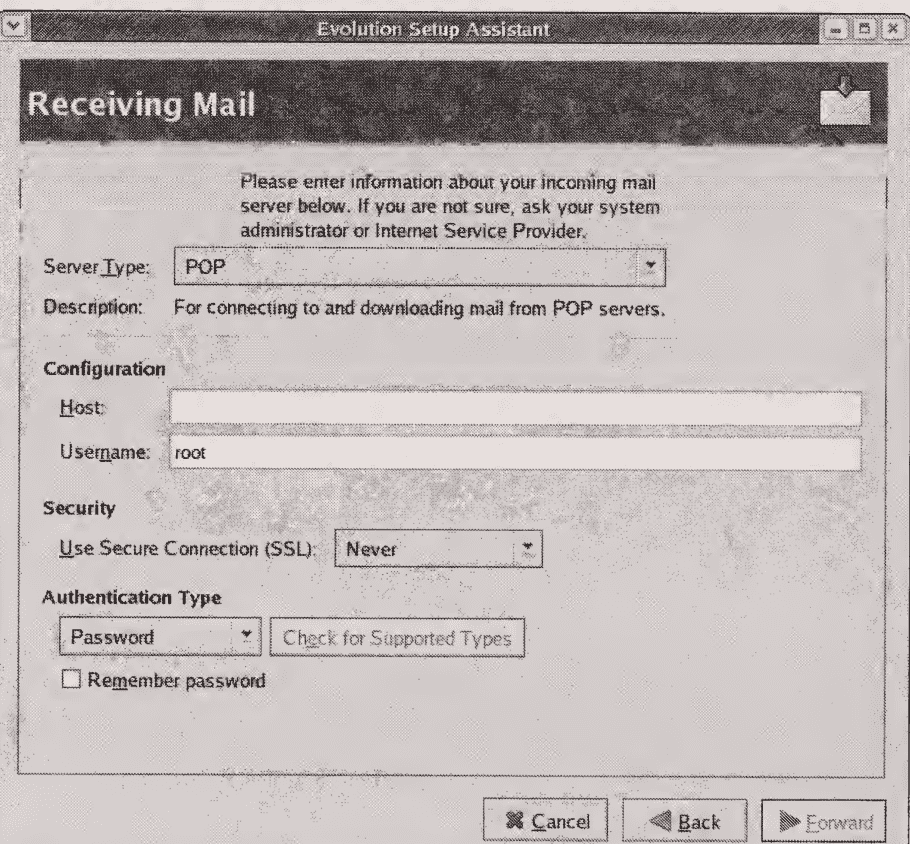 Evolution Setup Assistant
Receiving Mail
Please enter information about your incoming mail
server below. If you are not sure, ask your system
administrator or Internet Service Provider.
Server Type: POP
Description: For connecting to and downloading mail from POP servers.
Configuration
Host:
Username: root
Security
Use Secure Connection (SSL): Never
Authentication Type
Password Check for Supported Types
Remember password
Cancel Back Forward